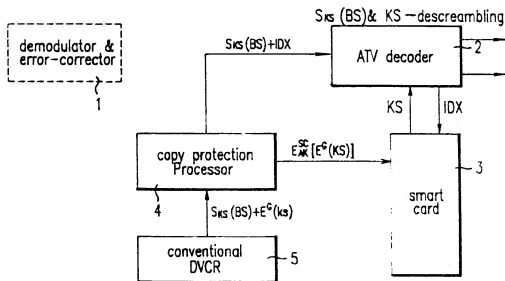 S_KS(BS)& KS-descrambling
demodulator &
error-corrector
1
S_KS(BS)+IDX
ATV decoder
2
KS
IDX
copy protection
Processor
4
E^SC_AK[E^G(KS)]
smart
card
3
S_KS(BS)+E^G(ks)
conventional
DVCR
5